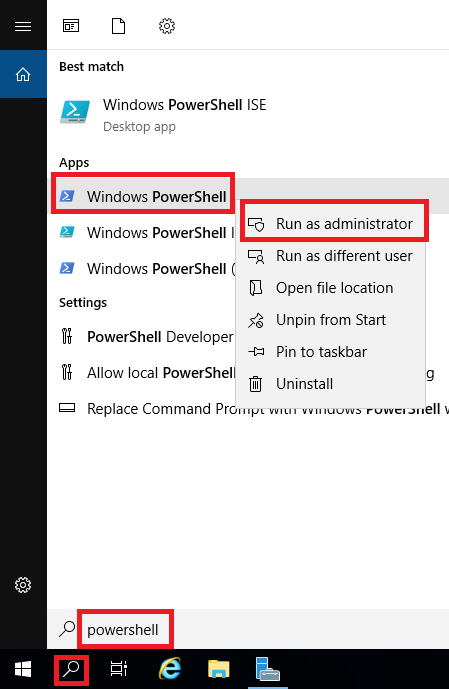 Best match
Windows PowerShell ISE
Desktop app
Apps
Windows PowerShell
Run as administrator
Windows PowerShell I
Run as different user
Windows PowerShell (
Open file location
Settings
Unpin from Start
PowerShell Developer
Pin to taskbar
Allow local PowerShell g
Uninstall
Replace Command Prompt with Windows PowerShell w
powershell